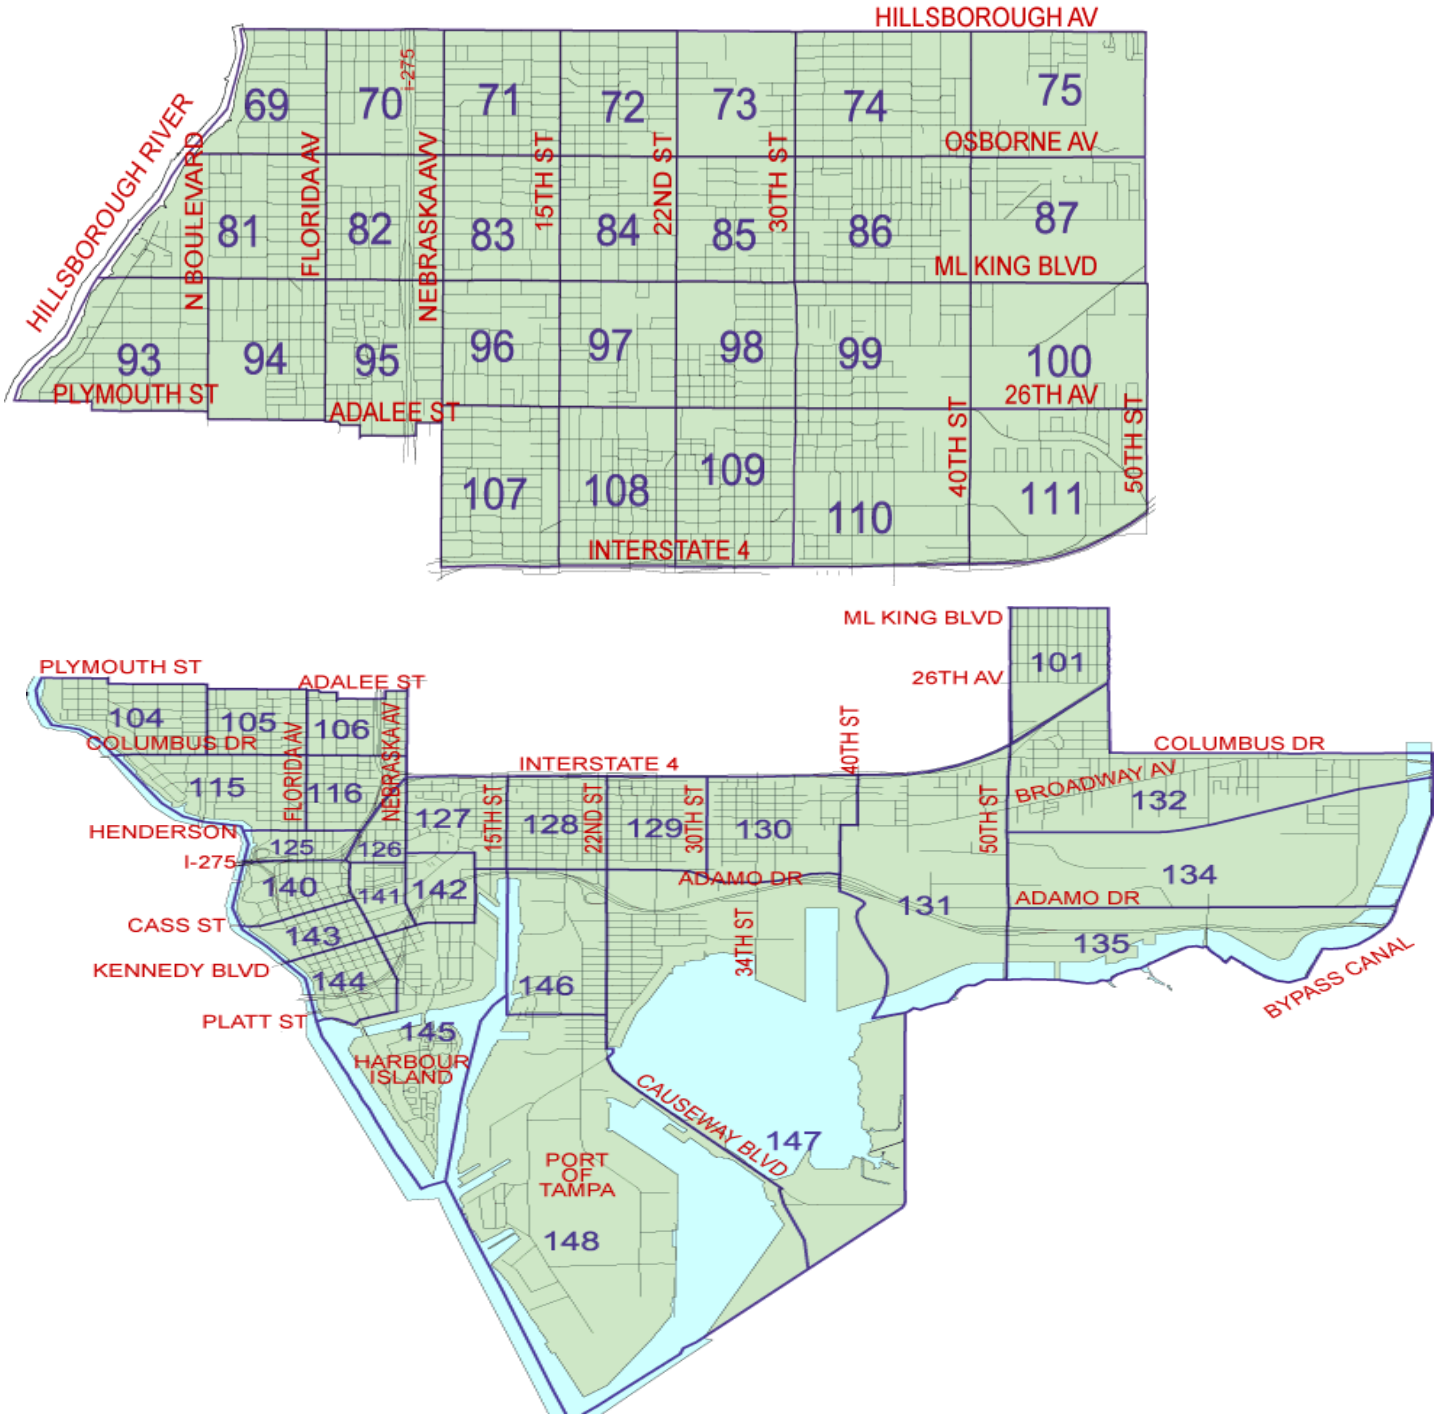 HILLSBOROUGH AV
HILLSBOROUGH RIVER
69
70
I-275
71
72
73
74
75
OSBORNE AV
N BOULEVARD
FLORIDA AV
NEBRASKA AVV
15TH ST
22ND ST
30TH ST
81
82
83
84
85
86
87
ML KING BLVD
93
94
95
96
97
98
99
100
PLYMOUTH ST
ADALEE ST
26TH AV
40TH ST
50TH ST
107
108
109
110
111
INTERSTATE 4
ML KING BLVD
101
26TH AV
PLYMOUTH ST
ADALEE ST
104
105
106
FLORIDA AV
NEBRASKA AV
40TH ST
COLUMBUS DR
COLUMBUS DR
INTERSTATE 4
BROADWAY AV
115
116
127
15TH ST
128
22ND ST
129
30TH ST
130
50TH ST
132
HENDERSON
125
126
I-275
140
141
142
ADAMO DR
131
134
ADAMO DR
CASS ST
143
34TH ST
135
KENNEDY BLVD
144
146
BYPASS CANAL
PLATT ST
145
HARBOUR
ISLAND
CAUSEWAY BLVD
147
PORT
OF
TAMPA
148